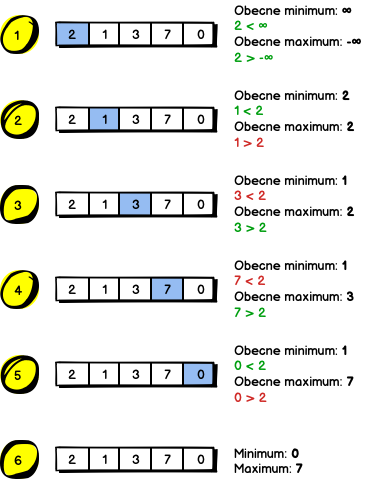 Obecne minimum: ∞
2 < ∞
Obecne maximum: -∞
2 > -∞
1
2 1 3 7 0
Obecne minimum: 2
1 < 2
Obecne maximum: 2
1 > 2
2
2 1 3 7 0
Obecne minimum: 1
3 < 2
Obecne maximum: 2
3 > 2
3
2 1 3 7 0
Obecne minimum: 1
7 < 2
Obecne maximum: 3
7 > 2
4
2 1 3 7 0
Obecne minimum: 1
0 < 2
Obecne maximum: 7
0 > 2
5
2 1 3 7 0
6
2 1 3 7 0
Minimum: 0
Maximum: 7